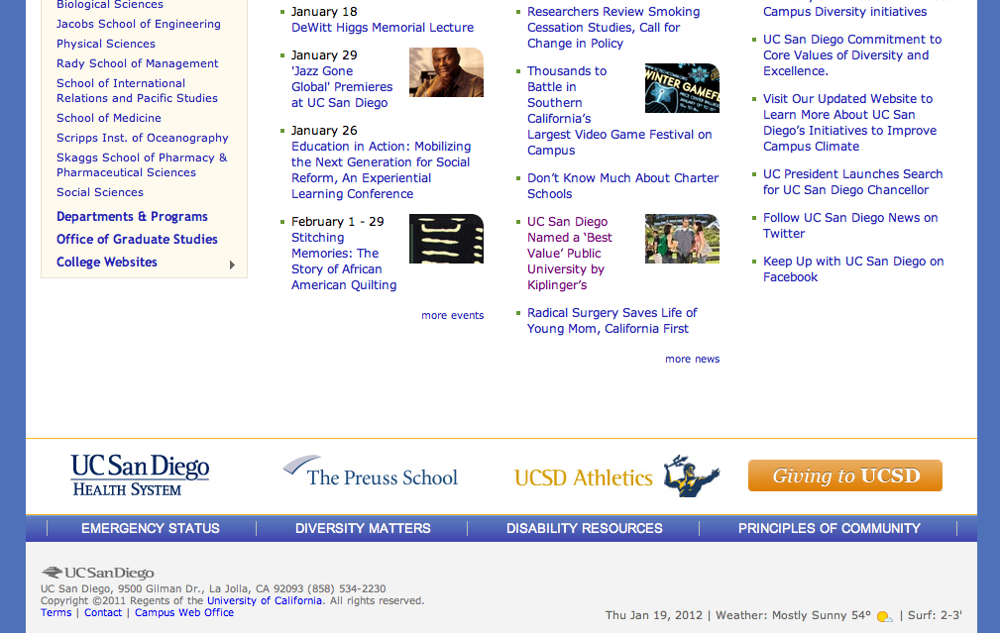 Biological Sciences
Jacobs School of Engineering
Physical Sciences
Rady School of Management
School of International
Relations and Pacific Studies
School of Medicine
Scripps Inst. of Oceanography
Skaggs School of Pharmacy &
Pharmaceutical Sciences
Social Sciences
Departments & Programs
Office of Graduate Studies
College Websites
January 18
DeWitt Higgs Memorial Lecture
January 29
'Jazz Gone
Global' Premieres
at UC San Diego
January 26
Education in Action: Mobilizing
the Next Generation for Social
Reform, An Experiential
Learning Conference
February 1 - 29
Stitching
Memories: The
Story of African
American Quilting
more events
Researchers Review Smoking
Cessation Studies, Call for
Change in Policy
Thousands to
Battle in
Southern
California’s
Largest Video Game Festival on
Campus
WINTER GAMEF
Don’t Know Much About Charter
Schools
UC San Diego
Named a ‘Best
Value’ Public
University by
Kiplinger’s
Radical Surgery Saves Life of
Young Mom, California First
more news
Campus Diversity initiatives
UC San Diego Commitment to
Core Values of Diversity and
Excellence.
Visit Our Updated Website to
Learn More About UC San
Diego’s Initiatives to Improve
Campus Climate
UC President Launches Search
for UC San Diego Chancellor
Follow UC San Diego News on
Twitter
Keep Up with UC San Diego on
Facebook
UC San Diego
HEALTH SYSTEM
The Preuss School
UCSD Athletics
Giving to UCSD
EMERGENCY STATUS
DIVERSITY MATTERS
DISABILITY RESOURCES
PRINCIPLES OF COMMUNITY
UC San Diego
UC San Diego, 9500 Gilman Dr., La Jolla, CA 92093 (858) 534-2230
Copyright ©2011 Regents of the University of California. All rights reserved.
Terms | Contact | Campus Web Office
Thu Jan 19, 2012 | Weather: Mostly Sunny 54° | Surf: 2-3'